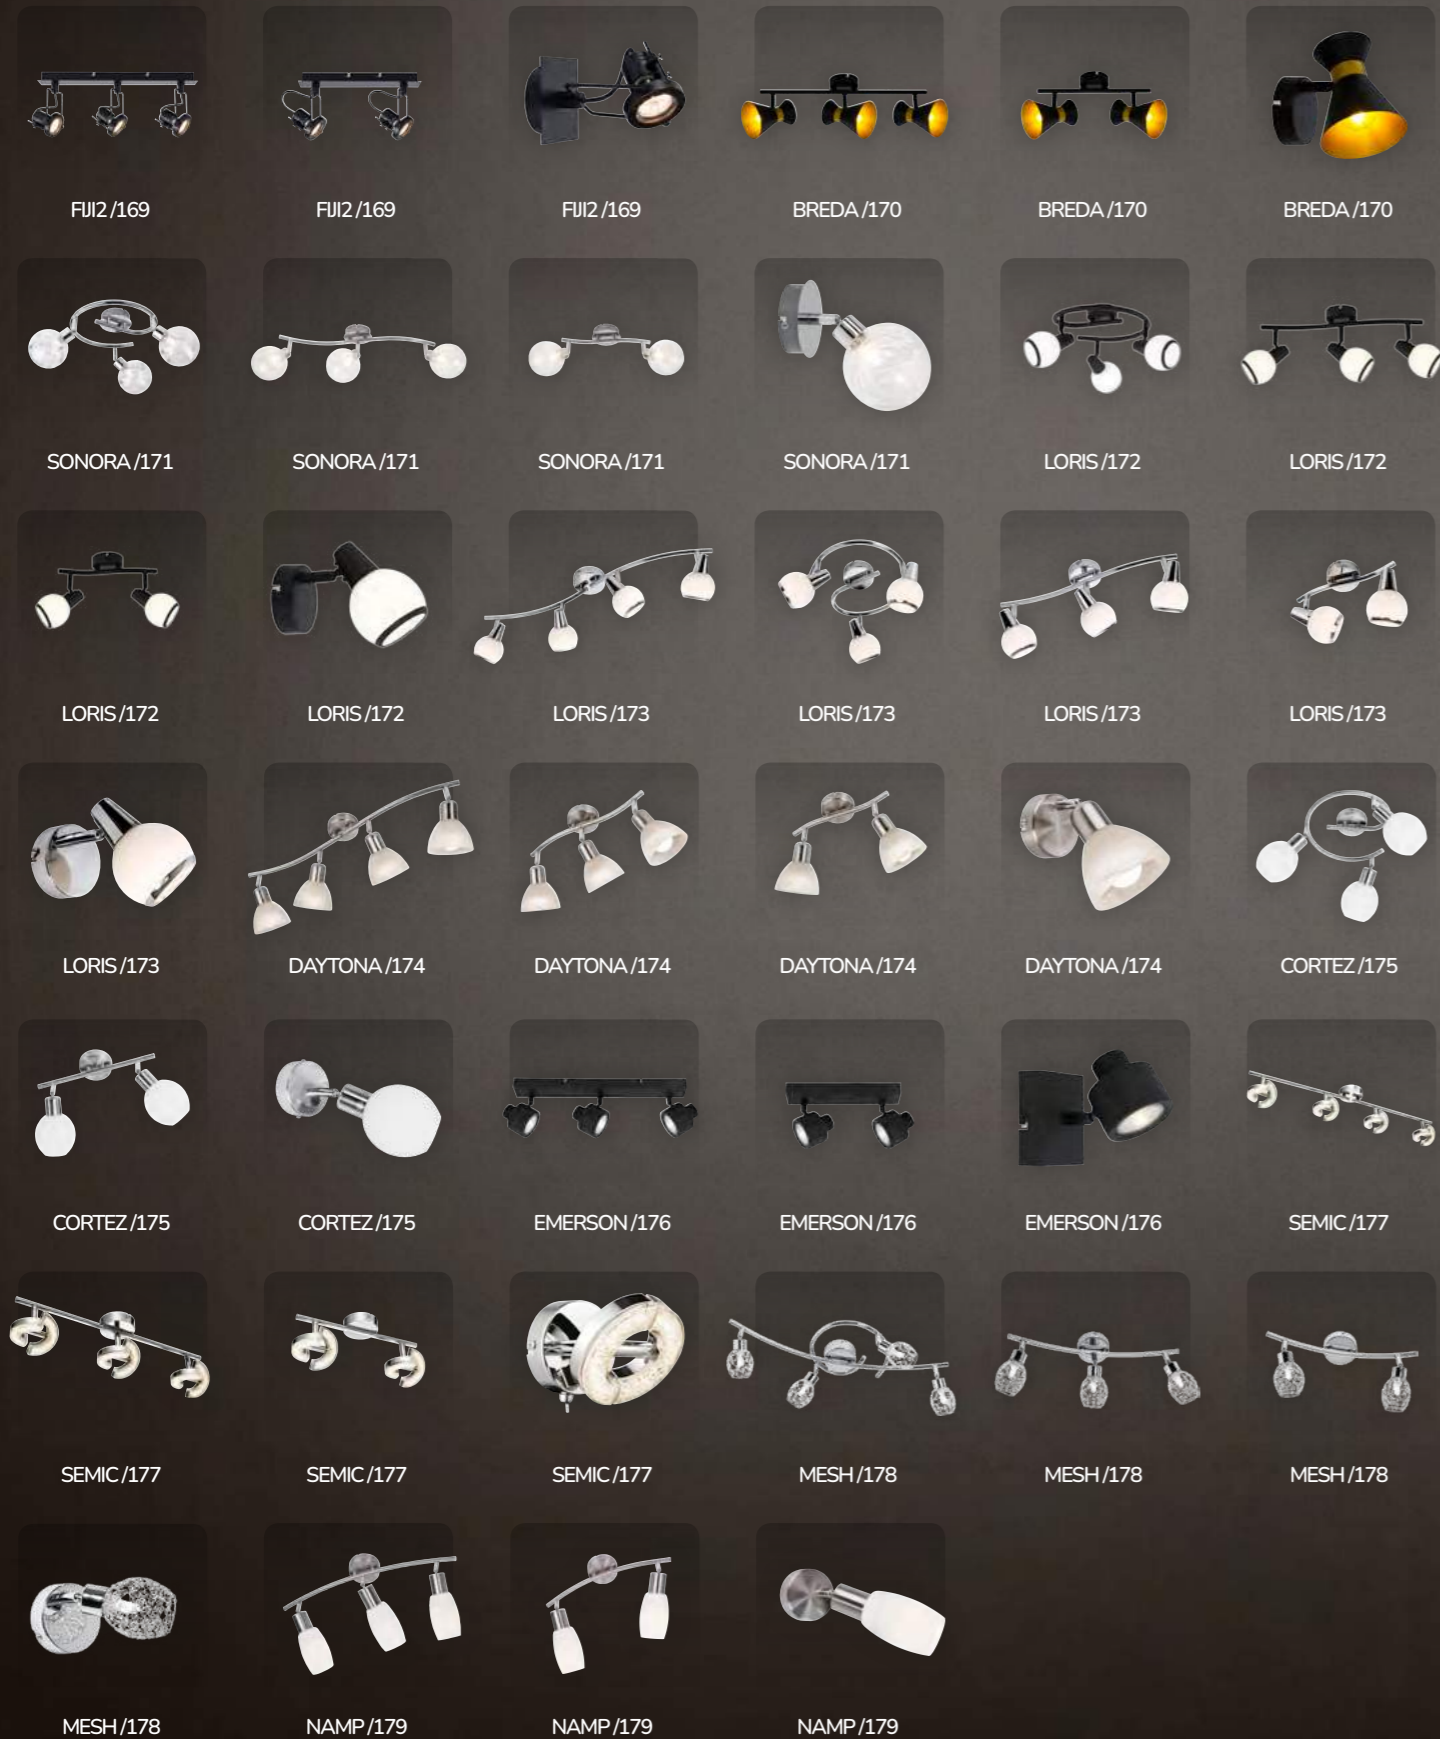 FIJI2 /169
FIJI2 /169
FIJI2 /169
BREDA /170
BREDA /170
BREDA /170
SONORA /171
SONORA /171
SONORA /171
SONORA /171
LORIS /172
LORIS /172
LORIS /172
LORIS /172
LORIS /173
LORIS /173
LORIS /173
LORIS /173
LORIS /173
DAYTONA /174
DAYTONA /174
DAYTONA /174
DAYTONA /174
CORTEZ /175
CORTEZ /175
CORTEZ /175
EMERSON /176
EMERSON /176
EMERSON /176
SEMIC /177
SEMIC /177
SEMIC /177
SEMIC /177
MESH /178
MESH /178
MESH /178
MESH /178
NAMP /179
NAMP /179
NAMP /179